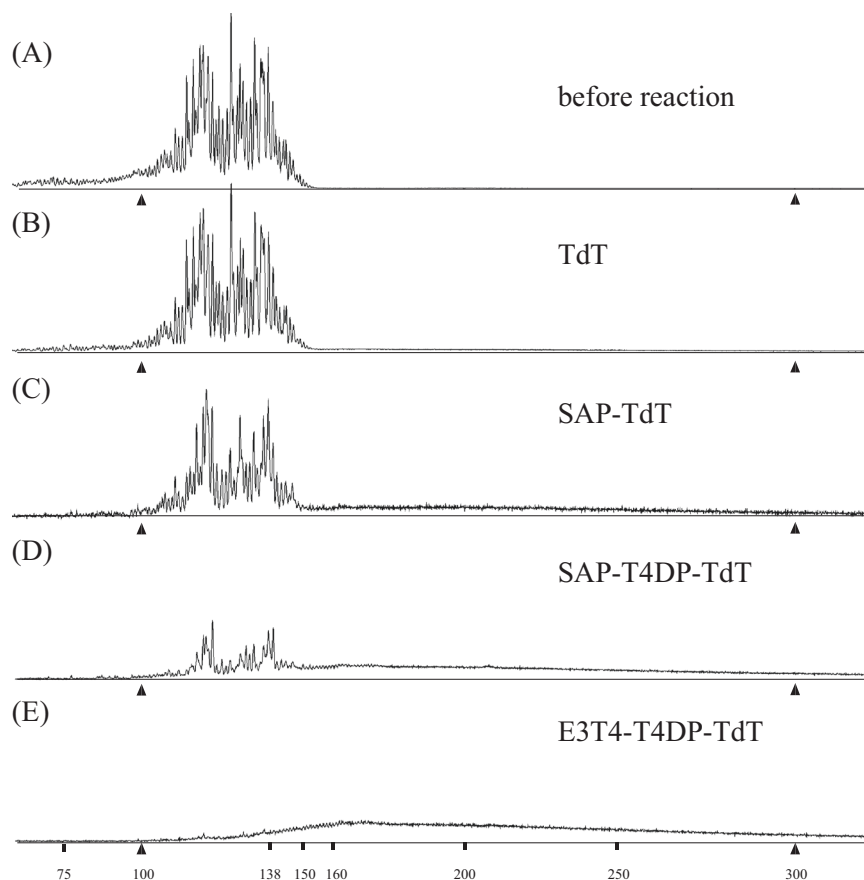 (A)
before reaction
(B)
TdT
(C)
SAP-TdT
(D)
SAP-T4DP-TdT
(E)
E3T4-T4DP-TdT
75 100 138 150 160 200 250 300